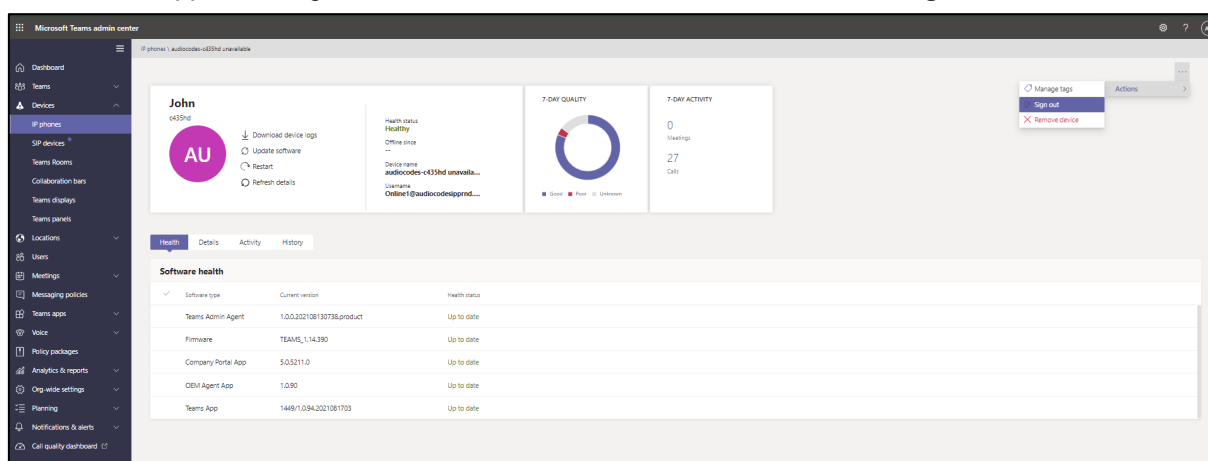 Microsoft Teams admin center
?
IP phones \ audiocodes-c435hd unavailable
Dashboard
Teams
Devices
IP phones
SIP devices
Teams Rooms
Collaboration bars
Teams displays
Teams panels
Locations
Users
Meetings
Messaging policies
Teams apps
Voice
Policy packages
Analytics & reports
Org-wide settings
Planning
Notifications & alerts
Call quality dashboard
John
c435hd
AU
Download device logs
Update software
Restart
Refresh details
Health status
Healthy
Offline since
--
Device name
audiocodes-c435hd unavaila...
Username
Online1@audiocodesipprnd....
7-DAY QUALITY
Good Poor Unknown
7-DAY ACTIVITY
0
Meetings
27
Calls
...
Manage tags
Sign out
Remove device
Actions
Health Details Activity History
Software health
Software type Current version Health status
Teams Admin Agent 1.0.0.202108130738.product Up to date
Firmware TEAMS_1.14.390 Up to date
Company Portal App 5.0.5211.0 Up to date
OEM Agent App 1.0.90 Up to date
Teams App 1449/1.0.94.2021081703 Up to date